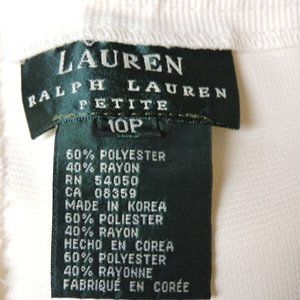 LAUREN
RALPH LAUREN
PETITE
10P
60% POLYESTER
40% RAYON
RN 54050
CA 08359
MADE IN KOREA
60% POLIESTER
40% RAYON
HECHO EN COREA
60% POLYESTER
40% RAYONNE
FABRIQUÉ EN CORÉE